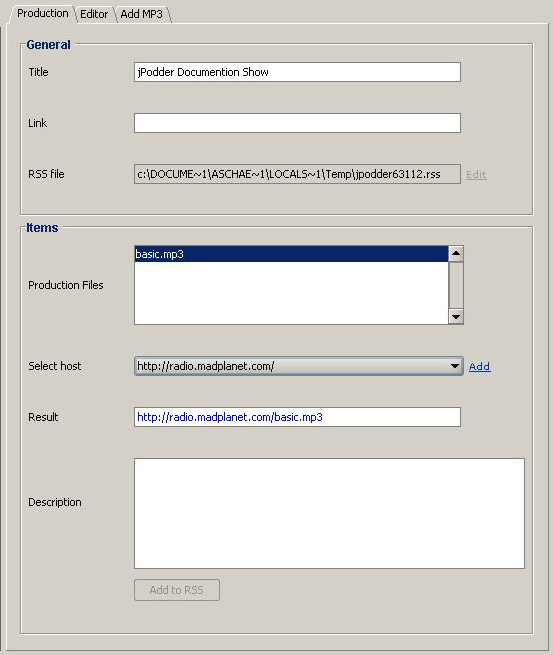 Production Editor Add MP3
General
Title jPodder Documention Show
Link
RSS file c:\DOCUME~1\ASCHAE~1\LOCALS~1\Temp\jpodder63112.rss Edit
Items
basic.mp3
Production Files
Select host http://radio.madplanet.com/ Add
Result http://radio.madplanet.com/basic.mp3
Description
Add to RSS